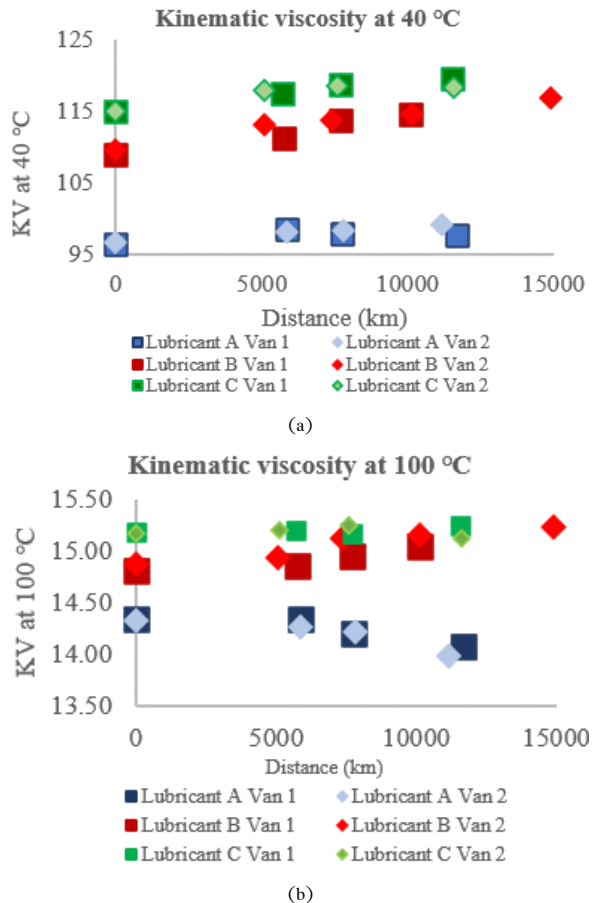 Kinematic viscosity at 40 °C
125
115
105
95
KV at 40 °C
0 5000 10000 15000
Distance (km)
Lubricant A Van 1 Lubricant A Van 2
Lubricant B Van 1 Lubricant B Van 2
Lubricant C Van 1 Lubricant C Van 2
(a)
Kinematic viscosity at 100 °C
15.50
15.00
14.50
14.00
13.50
KV at 100 °C
0 5000 10000 15000
Distance (km)
Lubricant A Van 1 Lubricant A Van 2
Lubricant B Van 1 Lubricant B Van 2
Lubricant C Van 1 Lubricant C Van 2
(b)